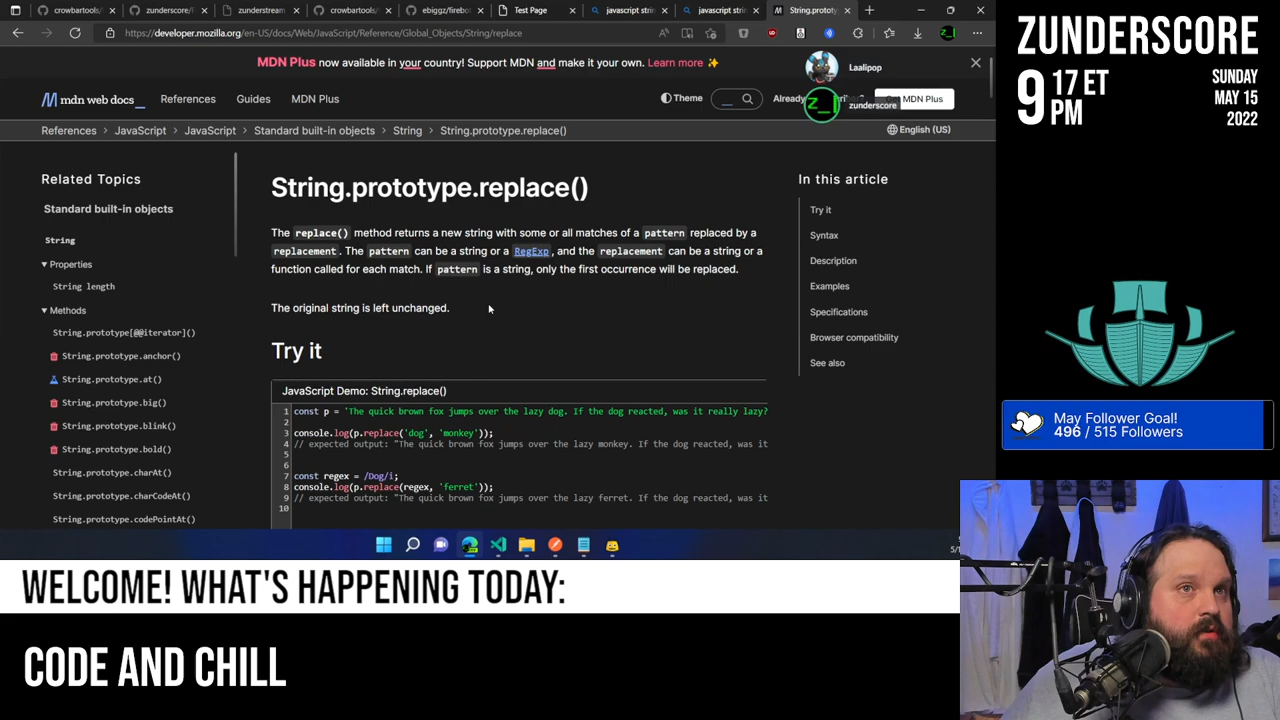 crowbartools/
zunderscore/f
zunderstream
crowbartools/
ebiggz/firebo
Test Page
javascript stri
javascript strin
String.prototy
https://developer.mozilla.org/en-US/docs/Web/JavaScript/Reference/Global_Objects/String/replace
MDN Plus now available in your country! Support MDN and make it your own. Learn more ✨
Laalipop
zunderscore
mdn web docs_
References
Guides
MDN Plus
Theme
Already
MDN Plus
References
JavaScript
JavaScript
Standard built-in objects
String
String.prototype.replace()
English (US)
Related Topics
Standard built-in objects
String
Properties
String length
Methods
String.prototype[@@iterator]()
String.prototype.anchor()
String.prototype.at()
String.prototype.big()
String.prototype.blink()
String.prototype.bold()
String.prototype.charAt()
String.prototype.charCodeAt()
String.prototype.codePointAt()
String.prototype.replace()
The replace() method returns a new string with some or all matches of a pattern replaced by a
replacement. The pattern can be a string or a RegExp, and the replacement can be a string or a
function called for each match. If pattern is a string, only the first occurrence will be replaced.
The original string is left unchanged.
Try it
JavaScript Demo: String.replace()
1 const p = 'The quick brown fox jumps over the lazy dog. If the dog reacted, was it really lazy?
2
3 console.log(p.replace('dog', 'monkey'));
4 // expected output: "The quick brown fox jumps over the lazy monkey. If the dog reacted, was it
5
6
7 const regex = /Dog/i;
8 console.log(p.replace(regex, 'ferret'));
9 // expected output: "The quick brown fox jumps over the lazy ferret. If the dog reacted, was it
10
In this article
Try it
Syntax
Description
Examples
Specifications
Browser compatibility
See also
5/1
ZUNDERSCORE
9 17 ET
PM
SUNDAY
MAY 15
2022
May Follower Goal!
496 / 515 Followers
WELCOME! WHAT'S HAPPENING TODAY:
CODE AND CHILL